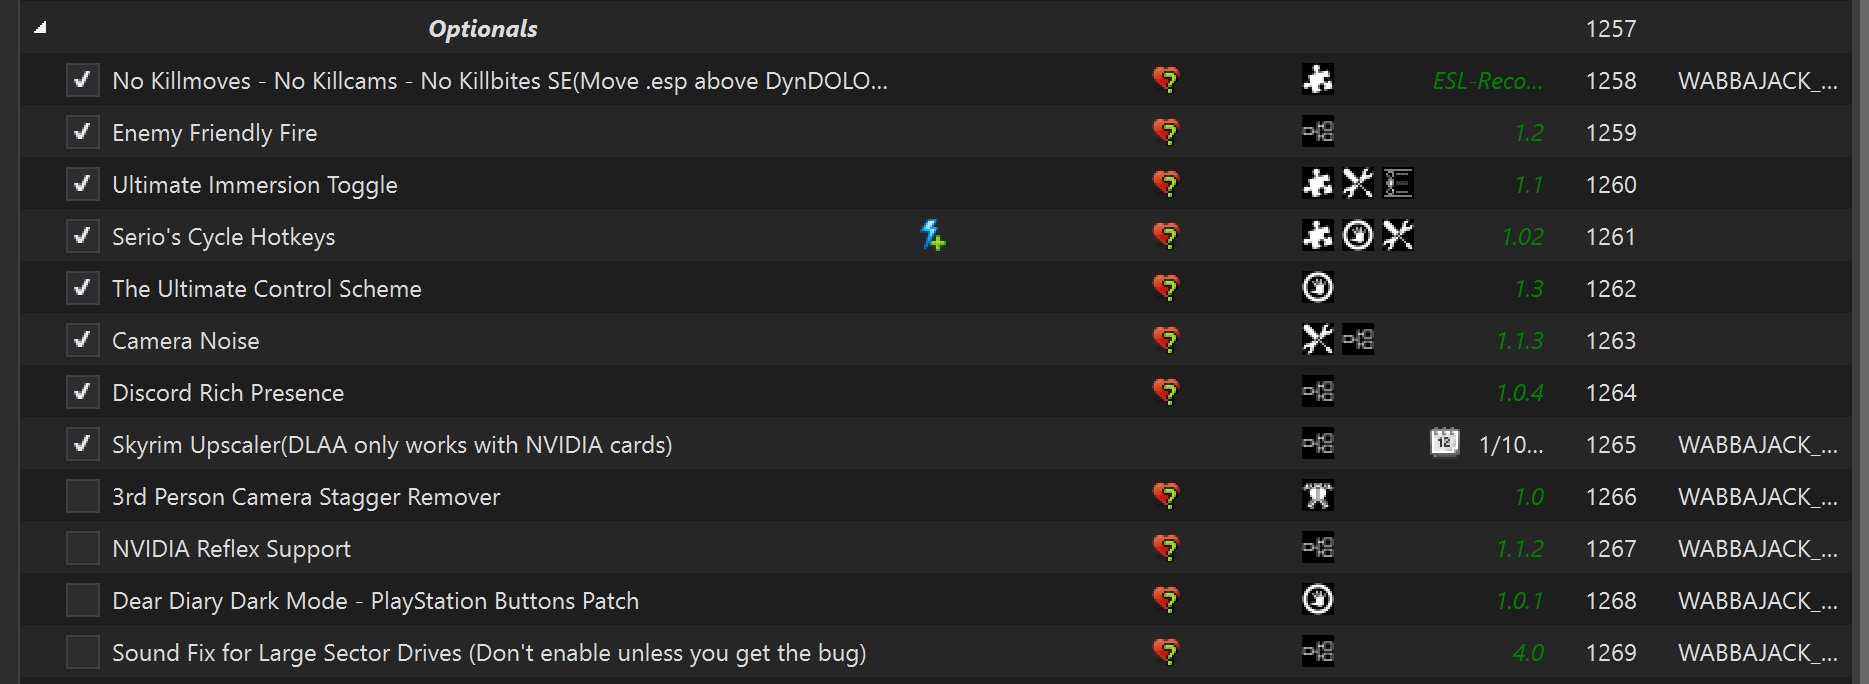 Optionals 1257
No Killmoves - No Killcams - No Killbites SE(Move .esp above DynDOLO... ESL-Reco... 1258 WABBAJACK_...
Enemy Friendly Fire 1.2 1259
Ultimate Immersion Toggle 1.1 1260
Serio's Cycle Hotkeys 1.02 1261
The Ultimate Control Scheme 1.3 1262
Camera Noise 1.1.3 1263
Discord Rich Presence 1.0.4 1264
Skyrim Upscaler(DLAA only works with NVIDIA cards) 12 1/10... 1265 WABBAJACK_...
3rd Person Camera Stagger Remover 1.0 1266 WABBAJACK_...
NVIDIA Reflex Support 1.1.2 1267 WABBAJACK_...
Dear Diary Dark Mode - PlayStation Buttons Patch 1.0.1 1268 WABBAJACK_...
Sound Fix for Large Sector Drives (Don't enable unless you get the bug) 4.0 1269 WABBAJACK_...